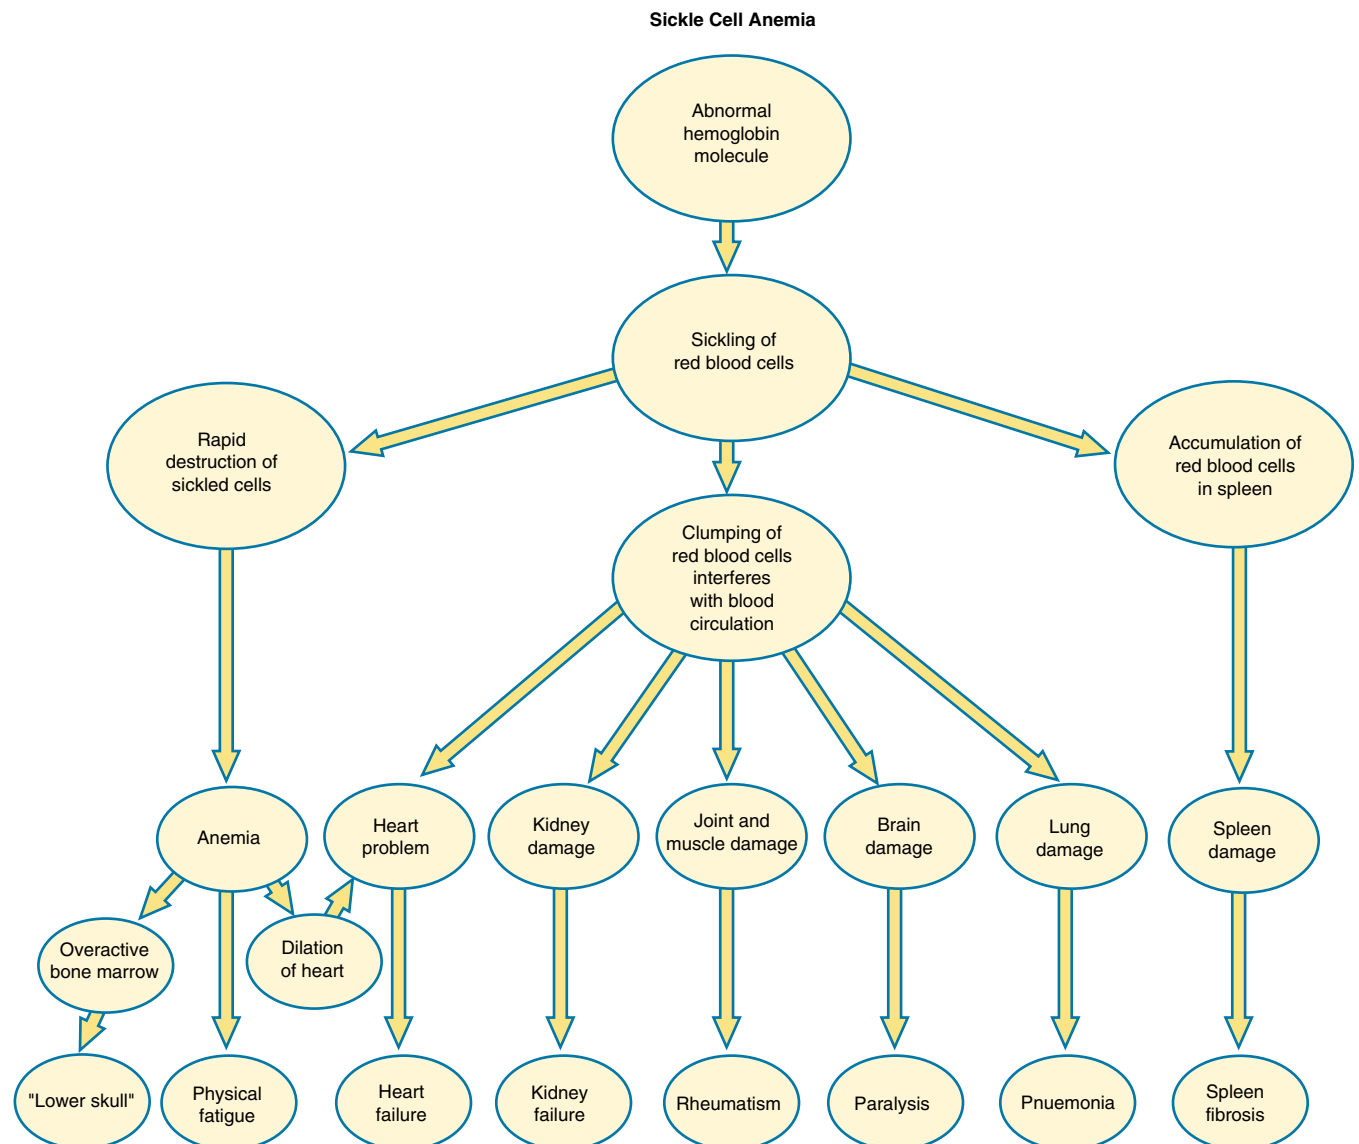 Sickle Cell Anemia
Abnormal
hemoglobin
molecule
Sickling of
red blood cells
Rapid
destruction of
sickled cells
Clumping of
red blood cells
interferes
with blood
circulation
Accumulation of
red blood cells
in spleen
Anemia
Heart
problem
Kidney
damage
Joint and
muscle damage
Brain
damage
Lung
damage
Spleen
damage
Overactive
bone marrow
Dilation
of heart
"Lower skull"
Physical
fatigue
Heart
failure
Kidney
failure
Rheumatism
Paralysis
Pnuemonia
Spleen
fibrosis